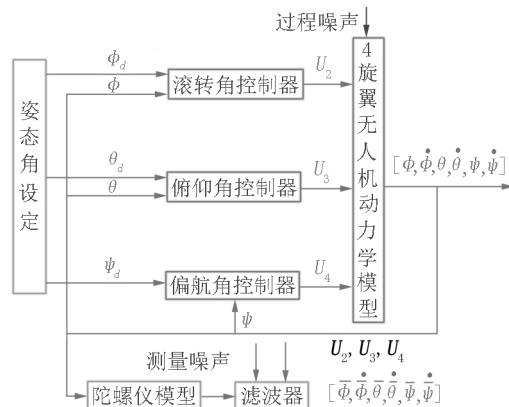 过程噪声
姿态角设定
ϕd
ϕ
滚转角控制器
U2
4旋翼无人机动力学模型
θd
θ
俯仰角控制器
U3
[ϕ,ϕ̇,θ,θ̇,ψ,ψ̇]
ψd
偏航角控制器
U4
ψ
测量噪声
U2, U3, U4
陀螺仪模型
滤波器
[ϕ̄,ϕ̄̇,θ̄,θ̄̇,ψ̄,ψ̄̇]